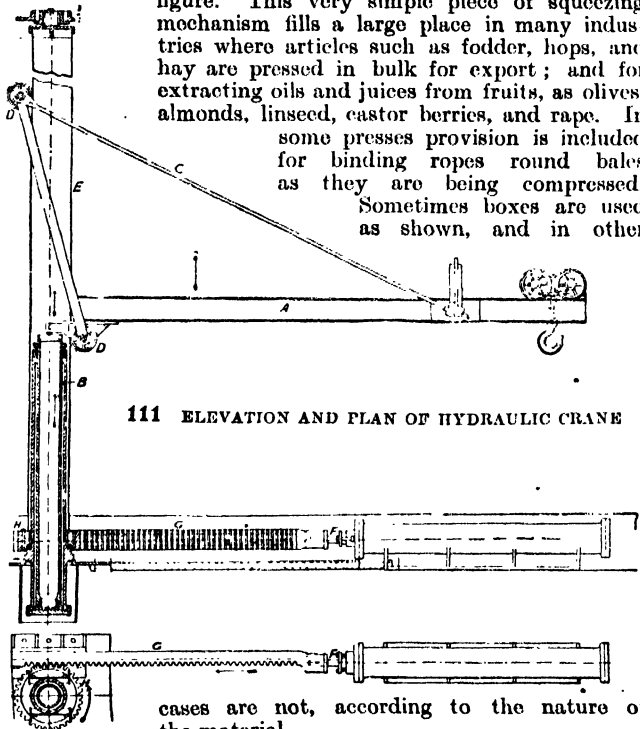 figure. This very simple piece of squeezing
mechanism fills a large place in many indus-
tries where articles such as fodder, hops, and
hay are pressed in bulk for export ; and for
extracting oils and juices from fruits, as olives,
almonds, linseed, castor berries, and rape. In
some presses provision is included
for binding ropes round bales
as they are being compressed.
Sometimes boxes are used
as shown, and in other
D
C
E
A
D
B
111 ELEVATION AND PLAN OF HYDRAULIC CRANE
H
G
F
G
F
H
cases are not, according to the nature of
the material